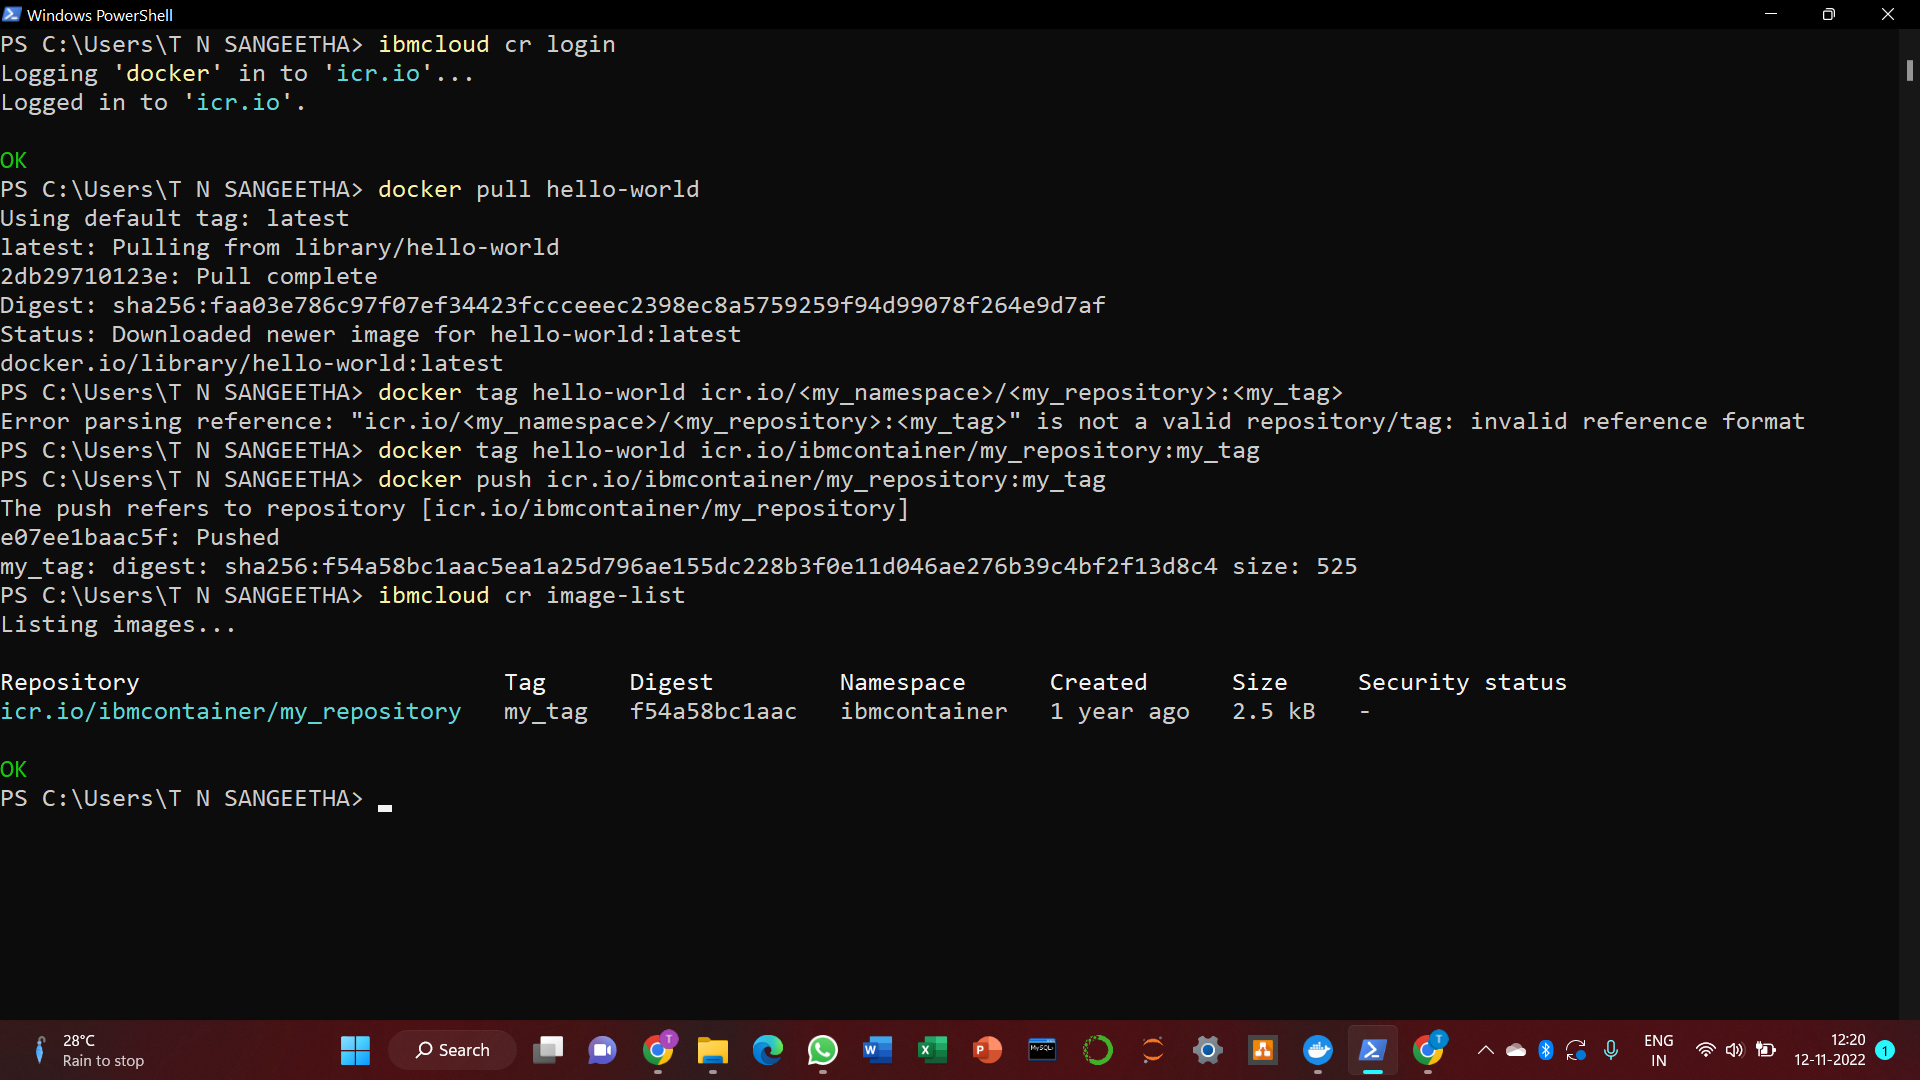 Windows PowerShell
PS C:\Users\T N SANGEETHA> ibmcloud cr login
Logging 'docker' in to 'icr.io'...
Logged in to 'icr.io'.
OK
PS C:\Users\T N SANGEETHA> docker pull hello-world
Using default tag: latest
latest: Pulling from library/hello-world
2db29710123e: Pull complete
Digest: sha256:faa03e786c97f07ef34423fccceeec2398ec8a5759259f94d99078f264e9d7af
Status: Downloaded newer image for hello-world:latest
docker.io/library/hello-world:latest
PS C:\Users\T N SANGEETHA> docker tag hello-world icr.io/<my_namespace>/<my_repository>:<my_tag>
Error parsing reference: "icr.io/<my_namespace>/<my_repository>:<my_tag>" is not a valid repository/tag: invalid reference format
PS C:\Users\T N SANGEETHA> docker tag hello-world icr.io/ibmcontainer/my_repository:my_tag
PS C:\Users\T N SANGEETHA> docker push icr.io/ibmcontainer/my_repository:my_tag
The push refers to repository [icr.io/ibmcontainer/my_repository]
e07ee1baac5f: Pushed
my_tag: digest: sha256:f54a58bc1aac5ea1a25d796ae155dc228b3f0e11d046ae276b39c4bf2f13d8c4 size: 525
PS C:\Users\T N SANGEETHA> ibmcloud cr image-list
Listing images...
Repository Tag Digest Namespace Created Size Security status
icr.io/ibmcontainer/my_repository my_tag f54a58bc1aac ibmcontainer 1 year ago 2.5 kB -
OK
PS C:\Users\T N SANGEETHA>
28°C
Rain to stop
Search
T
W
X
P
MySQL
T
ENG
IN
12:20
12-11-2022
1